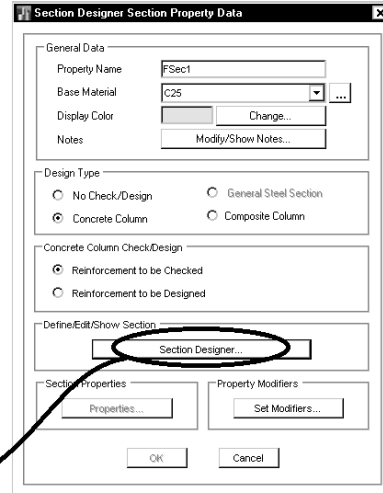 Section Designer Section Property Data
General Data
Property Name FSec1
Base Material C25 ...
Display Color Change...
Notes Modify/Show Notes...
Design Type
No Check/Design General Steel Section
Concrete Column Composite Column
Concrete Column Check/Design
Reinforcement to be Checked
Reinforcement to be Designed
Define/Edit/Show Section
Section Designer...
Section Properties Property Modifiers
Properties... Set Modifiers...
OK Cancel